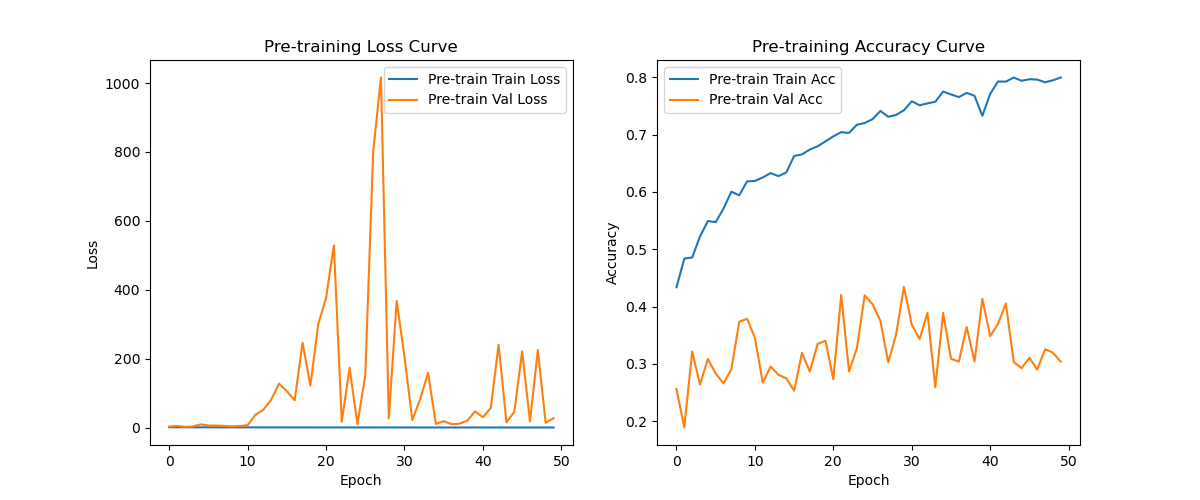 Pre-training Loss Curve
Pre-train Train Loss
Pre-train Val Loss
1000
800
600
400
200
0
Loss
0
10
20
30
40
50
Epoch
Pre-training Accuracy Curve
Pre-train Train Acc
Pre-train Val Acc
0.8
0.7
0.6
0.5
0.4
0.3
0.2
Accuracy
0
10
20
30
40
50
Epoch